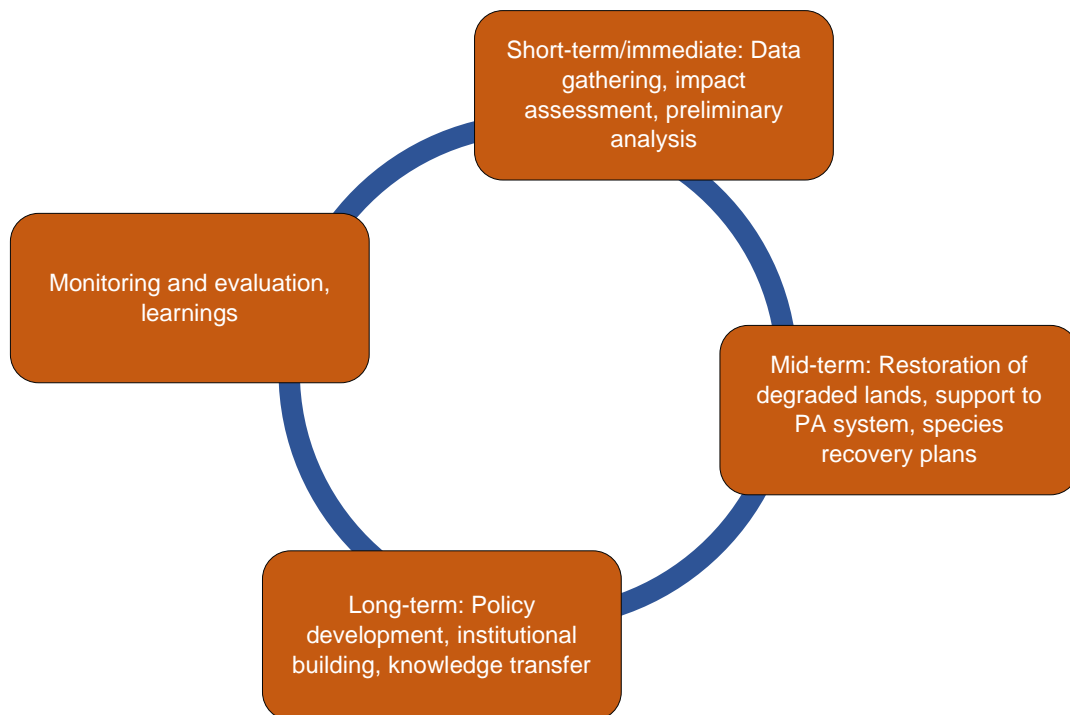 Short-term/immediate: Data
gathering, impact
assessment, preliminary
analysis
Mid-term: Restoration of
degraded lands, support to
PA system, species
recovery plans
Long-term: Policy
development, institutional
building, knowledge transfer
Monitoring and evaluation,
learnings